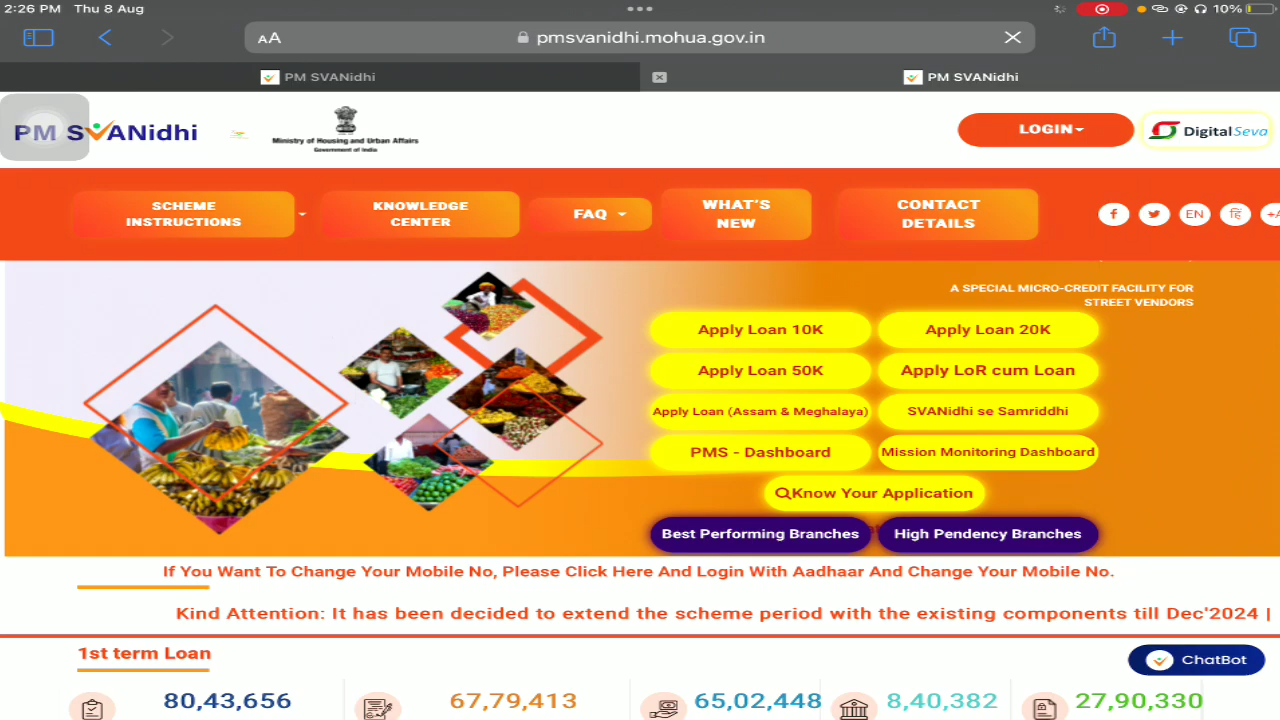 2:26 PM Thu 8 Aug
10%
AA
pmsvanidhi.mohua.gov.in
PM SVANidhi
PM SVANidhi
PM SVANidhi
Ministry of Housing and Urban Affairs
Government of India
LOGIN
DigitalSeva
SCHEME
INSTRUCTIONS
KNOWLEDGE
CENTER
FAQ
WHAT'S
NEW
CONTACT
DETAILS
f
EN
हि
+A
A SPECIAL MICRO-CREDIT FACILITY FOR
STREET VENDORS
Apply Loan 10K
Apply Loan 20K
Apply Loan 50K
Apply LoR cum Loan
Apply Loan (Assam & Meghalaya)
SVANidhi se Samriddhi
PMS - Dashboard
Mission Monitoring Dashboard
Know Your Application
Best Performing Branches
High Pendency Branches
If You Want To Change Your Mobile No, Please Click Here And Login With Aadhaar And Change Your Mobile No.
Kind Attention: It has been decided to extend the scheme period with the existing components till Dec'2024 |
1st term Loan
ChatBot
80,43,656
67,79,413
65,02,448
8,40,382
27,90,330